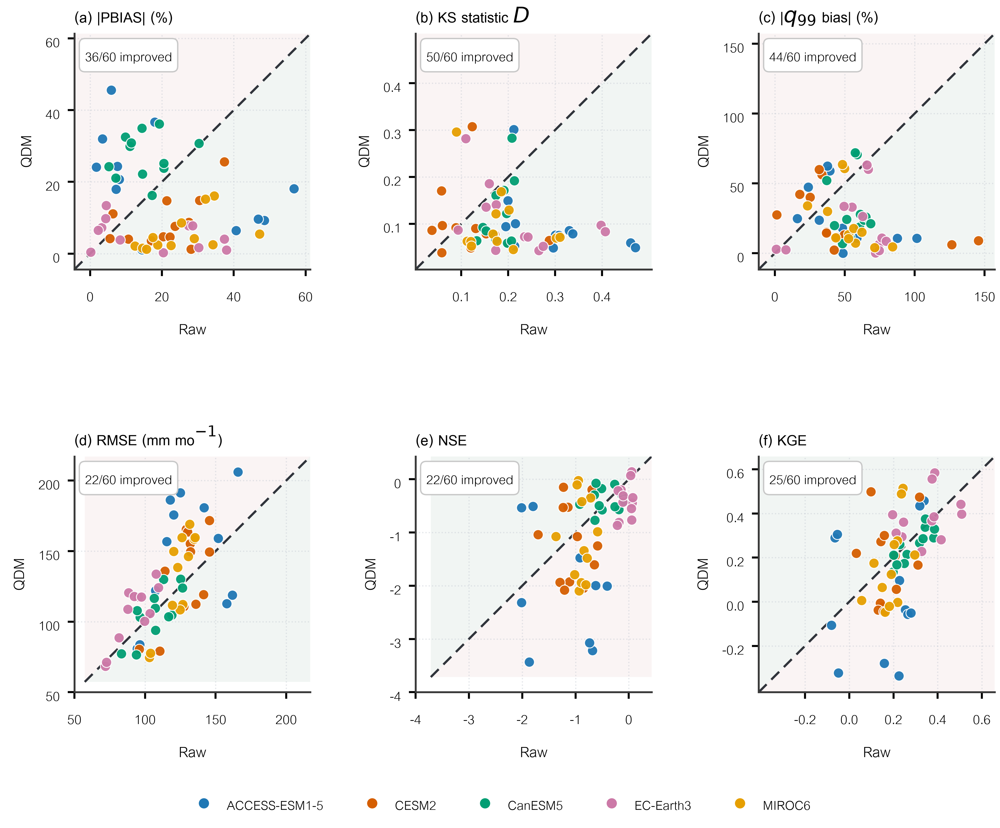 (a) |PBIAS| (%)
36/60 improved
60
40
20
0
QDM
0 20 40 60
Raw
(b) KS statistic D
50/60 improved
0.4
0.3
0.2
0.1
QDM
0.1 0.2 0.3 0.4
Raw
(c) |q99 bias| (%)
44/60 improved
150
100
50
0
QDM
0 50 100 150
Raw
(d) RMSE (mm mo−1)
22/60 improved
200
150
100
50
QDM
50 100 150 200
Raw
(e) NSE
22/60 improved
0
-1
-2
-3
-4
QDM
-4 -3 -2 -1 0
Raw
(f) KGE
25/60 improved
0.6
0.4
0.2
0.0
-0.2
QDM
-0.2 0.0 0.2 0.4 0.6
Raw
ACCESS-ESM1-5 CESM2 CanESM5 EC-Earth3 MIROC6